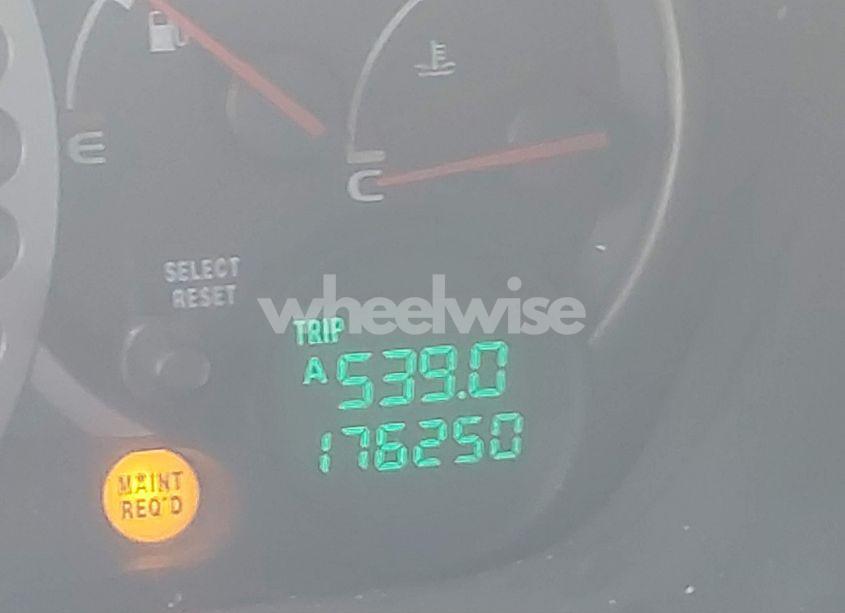 E
C
SELECT
RESET
wheelwise
TRIP
A 539.0
176250
MAINT
REQ'D